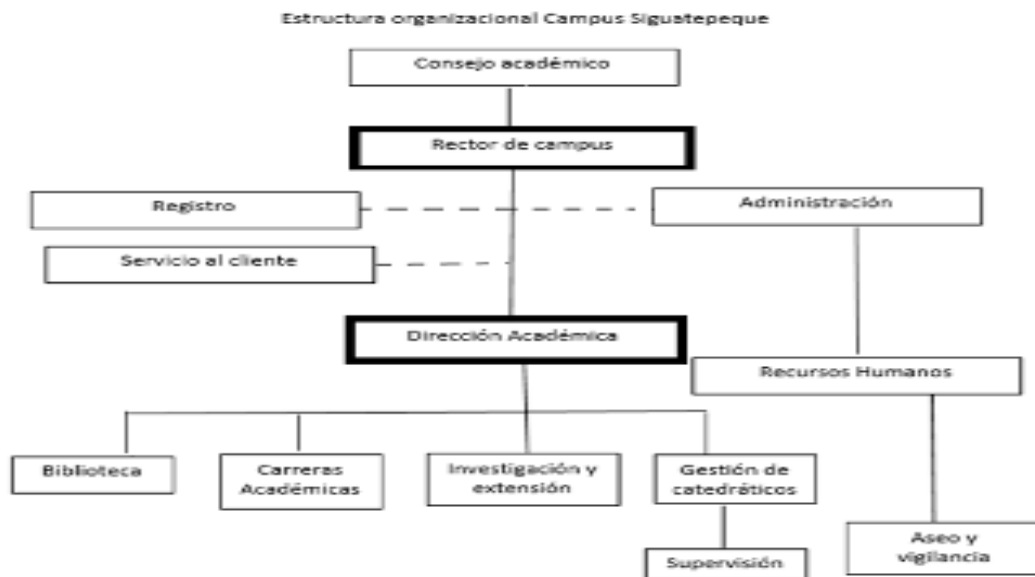 Estructura organizacional Campus Siguatepeque
Consejo académico
Rector de campus
Registro
Administración
Servicio al cliente
Dirección Académica
Recursos Humanos
Biblioteca
Carreras
Académicas
Investigación y
extensión
Gestión de
catedráticos
Aseo y
vigilancia
Supervisión